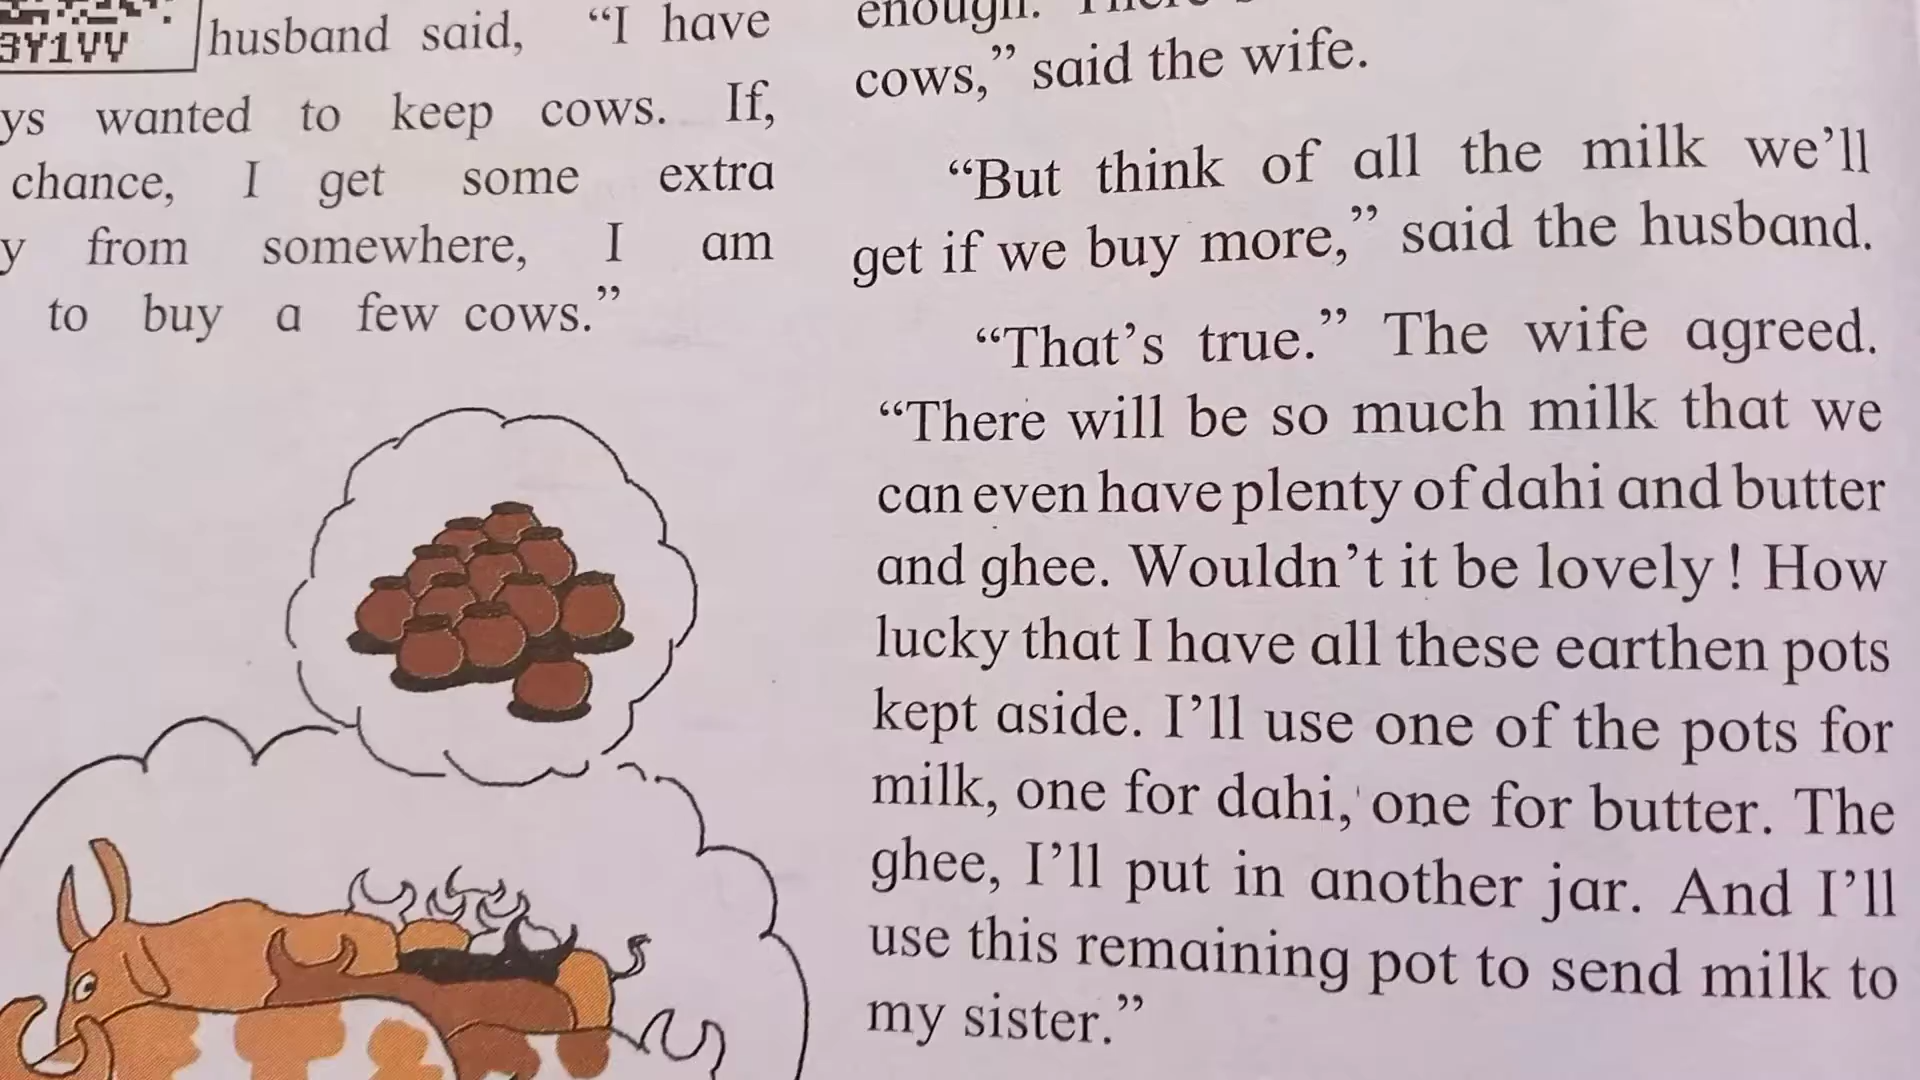 3Y1VV
husband said, “I have
ys wanted to keep cows. If,
chance, I get some extra
y from somewhere, I am
to buy a few cows.”
enough.
cows,” said the wife.
“But think of all the milk we’ll
get if we buy more,” said the husband.
“That’s true.” The wife agreed.
“There will be so much milk that we
can even have plenty of dahi and butter
and ghee. Wouldn’t it be lovely! How
lucky that I have all these earthen pots
kept aside. I’ll use one of the pots for
milk, one for dahi, one for butter. The
ghee, I’ll put in another jar. And I’ll
use this remaining pot to send milk to
my sister.”